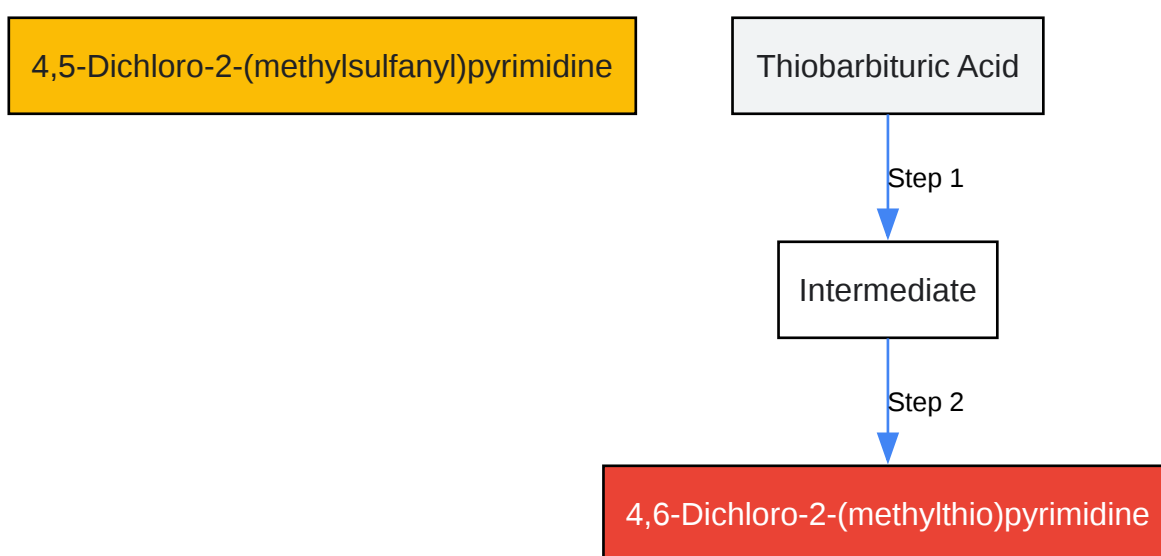 4,5-Dichloro-2-(methylsulfanyl)pyrimidine
Thiobarbituric Acid
Step 1
Intermediate
Step 2
4,6-Dichloro-2-(methylthio)pyrimidine